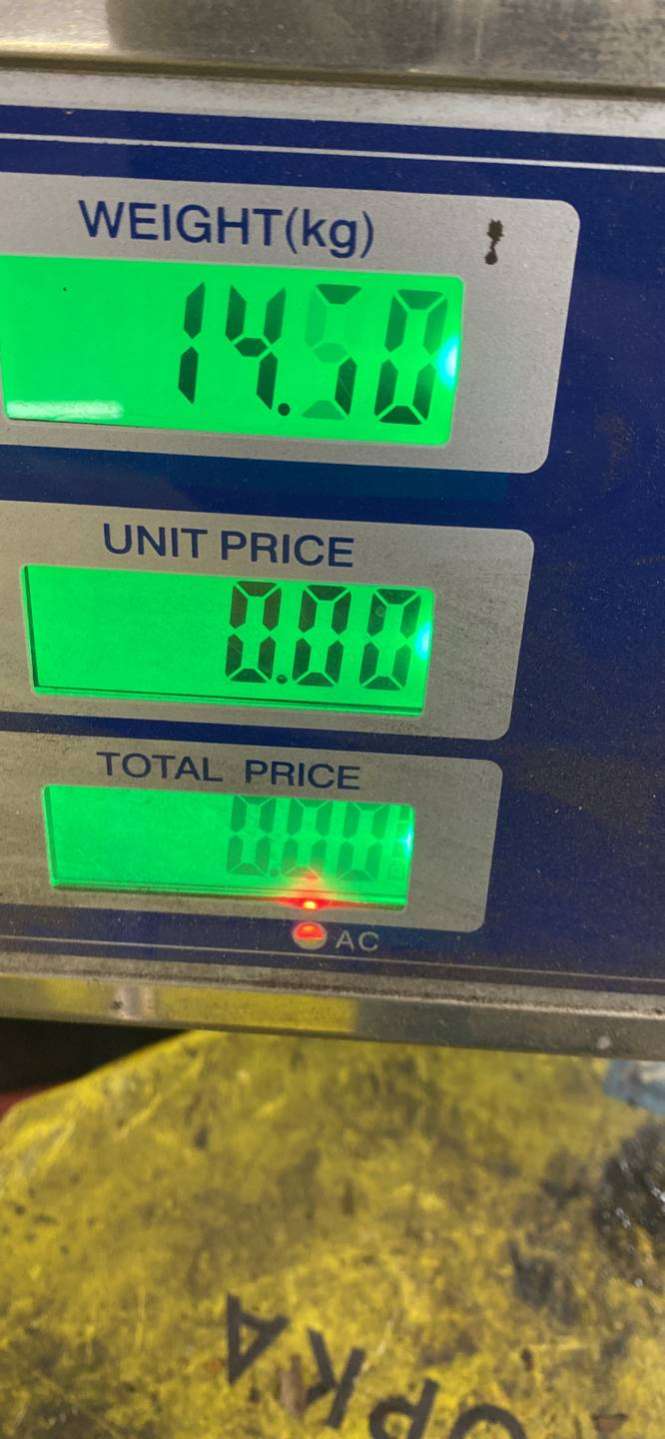 WEIGHT(kg)
14.50
UNIT PRICE
0.00
TOTAL PRICE
0.00
AC